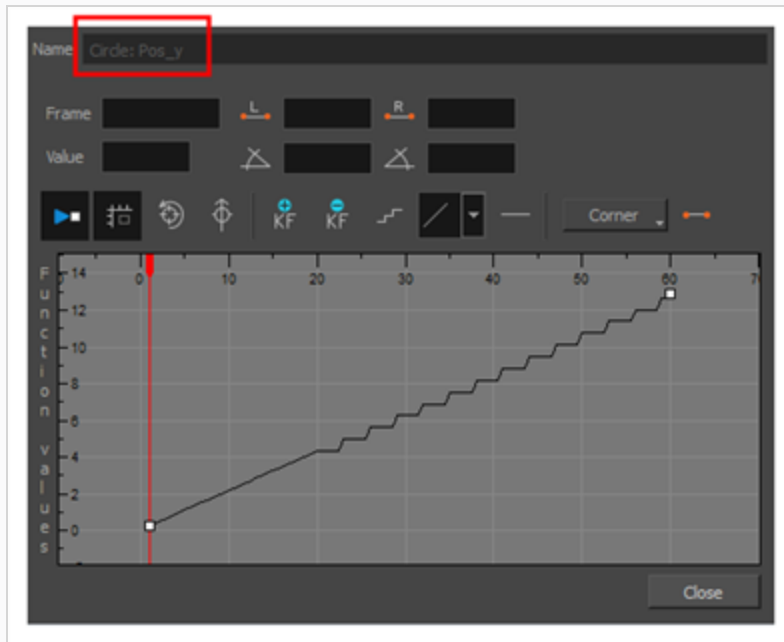 Name Circle: Pos_y
Frame L R
Value
KF KF Corner
Function values
14 0 10 20 30 40 50 60
12
10
8
6
4
2
0
Close